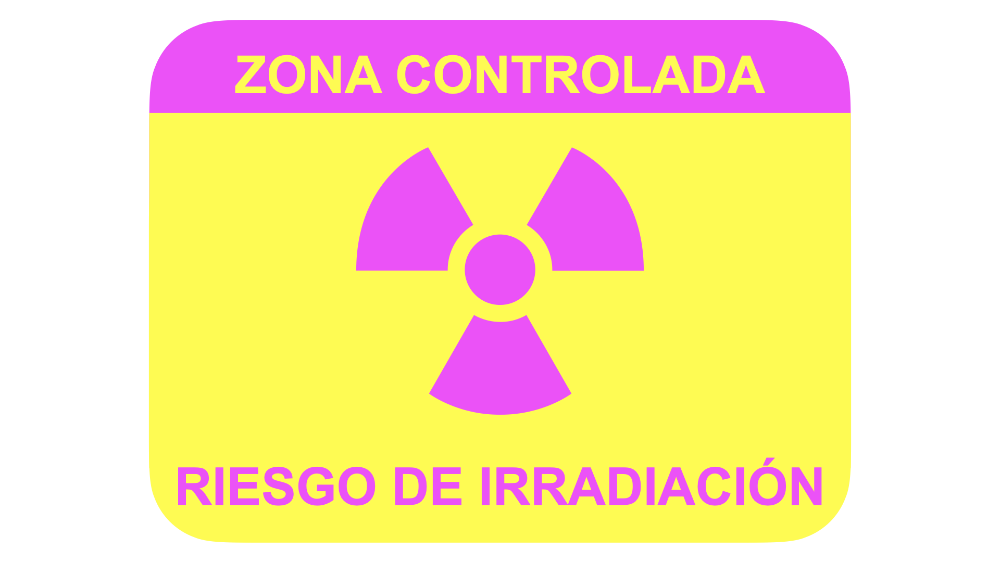 ZONA CONTROLADA
RIESGO DE IRRADIACIÓN